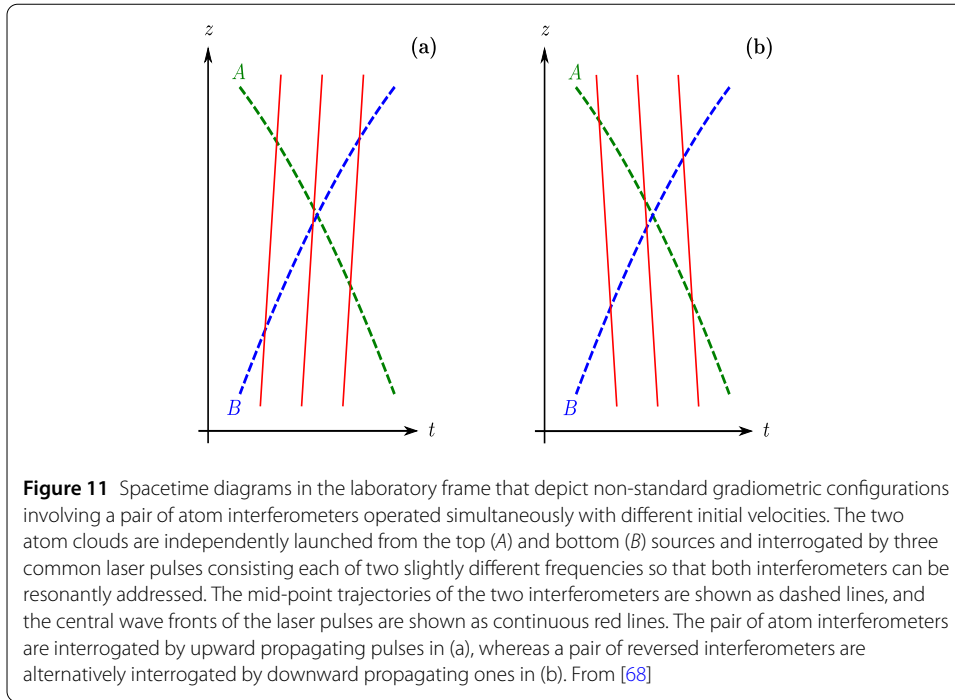 z
(a)
A
B
t
z
(b)
A
B
t
Figure 11 Spacetime diagrams in the laboratory frame that depict non-standard gradiometric configurations
involving a pair of atom interferometers operated simultaneously with different initial velocities. The two
atom clouds are independently launched from the top (A) and bottom (B) sources and interrogated by three
common laser pulses consisting each of two slightly different frequencies so that both interferometers can be
resonantly addressed. The mid-point trajectories of the two interferometers are shown as dashed lines, and
the central wave fronts of the laser pulses are shown as continuous red lines. The pair of atom interferometers
are interrogated by upward propagating pulses in (a), whereas a pair of reversed interferometers are
alternatively interrogated by downward propagating ones in (b). From [68]